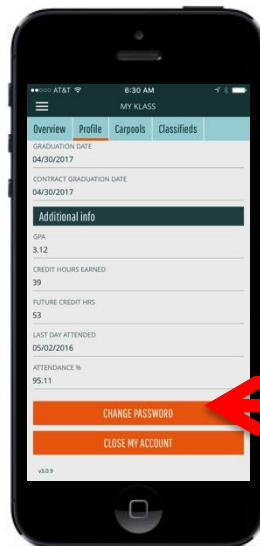 ●●○○○ AT&T 6:30 AM
MY KLASS
Overview Profile Carpools Classifieds
GRADUATION DATE
04/30/2017
CONTRACT GRADUATION DATE
04/30/2017
Additional info
GPA
3.12
CREDIT HOURS EARNED
39
FUTURE CREDIT HRS
53
LAST DAY ATTENDED
05/02/2016
ATTENDANCE %
95.11
CHANGE PASSWORD
CLOSE MY ACCOUNT
v3.0.9